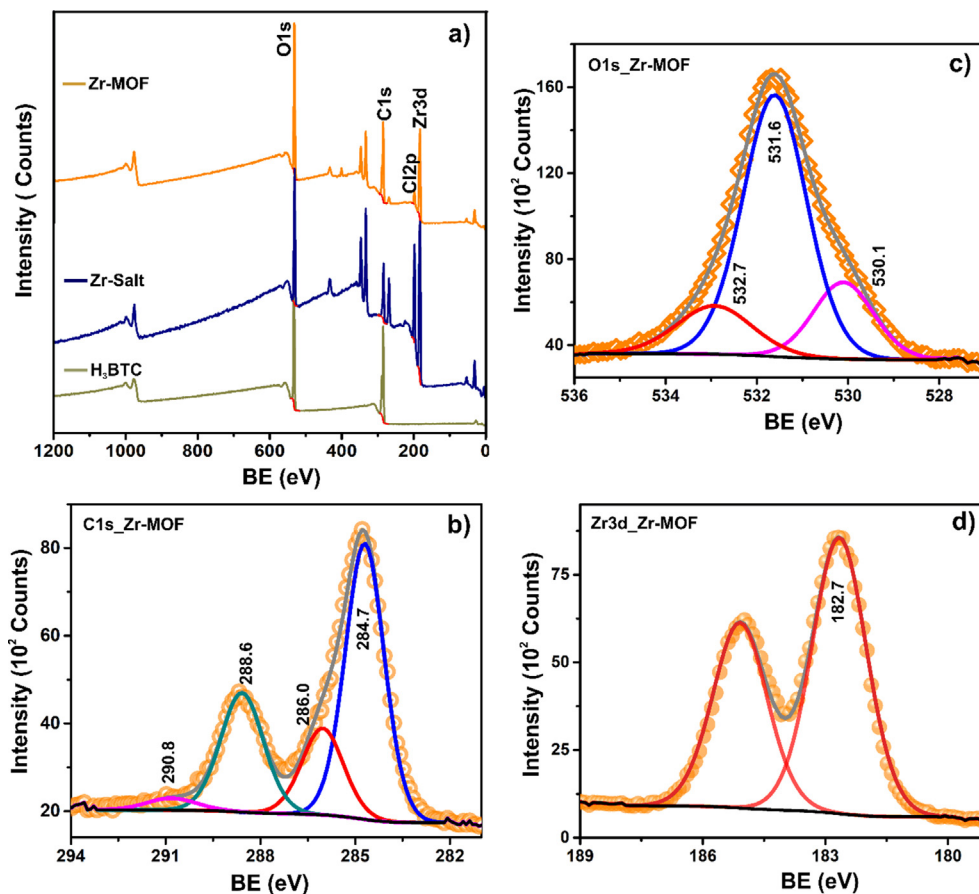 a)
O1s
Zr-MOF
C1s
Zr3d
Cl2p
Zr-Salt
H₃BTC
Intensity ( Counts)
1200 1000 800 600 400 200 0
BE (eV)
O1s_Zr-MOF
c)
160
120
80
40
531.6
532.7
530.1
Intensity (10² Counts)
536 534 532 530 528
BE (eV)
C1s_Zr-MOF
b)
80
60
40
20
284.7
288.6
286.0
290.8
Intensity (10² Counts)
294 291 288 285 282
BE (eV)
Zr3d_Zr-MOF
d)
75
50
25
0
182.7
Intensity (10² Counts)
189 186 183 180
BE (eV)